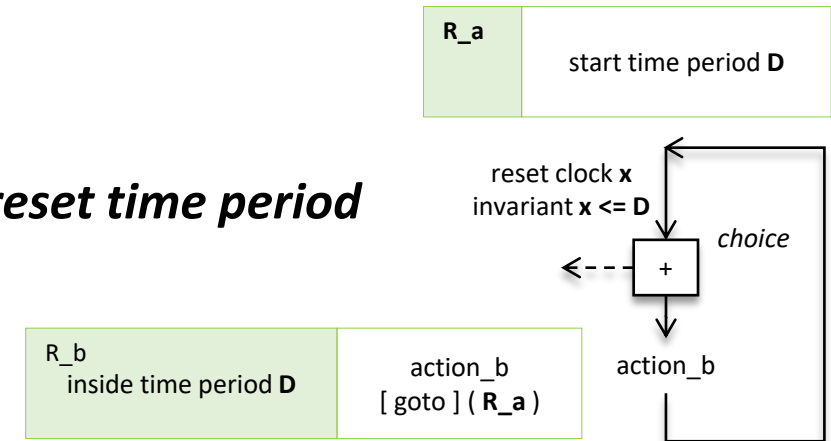 R_a
start time period D
reset time period
reset clock x
invariant x <= D
choice
+
R_b
inside time period D
action_b
[ goto ] ( R_a )
action_b